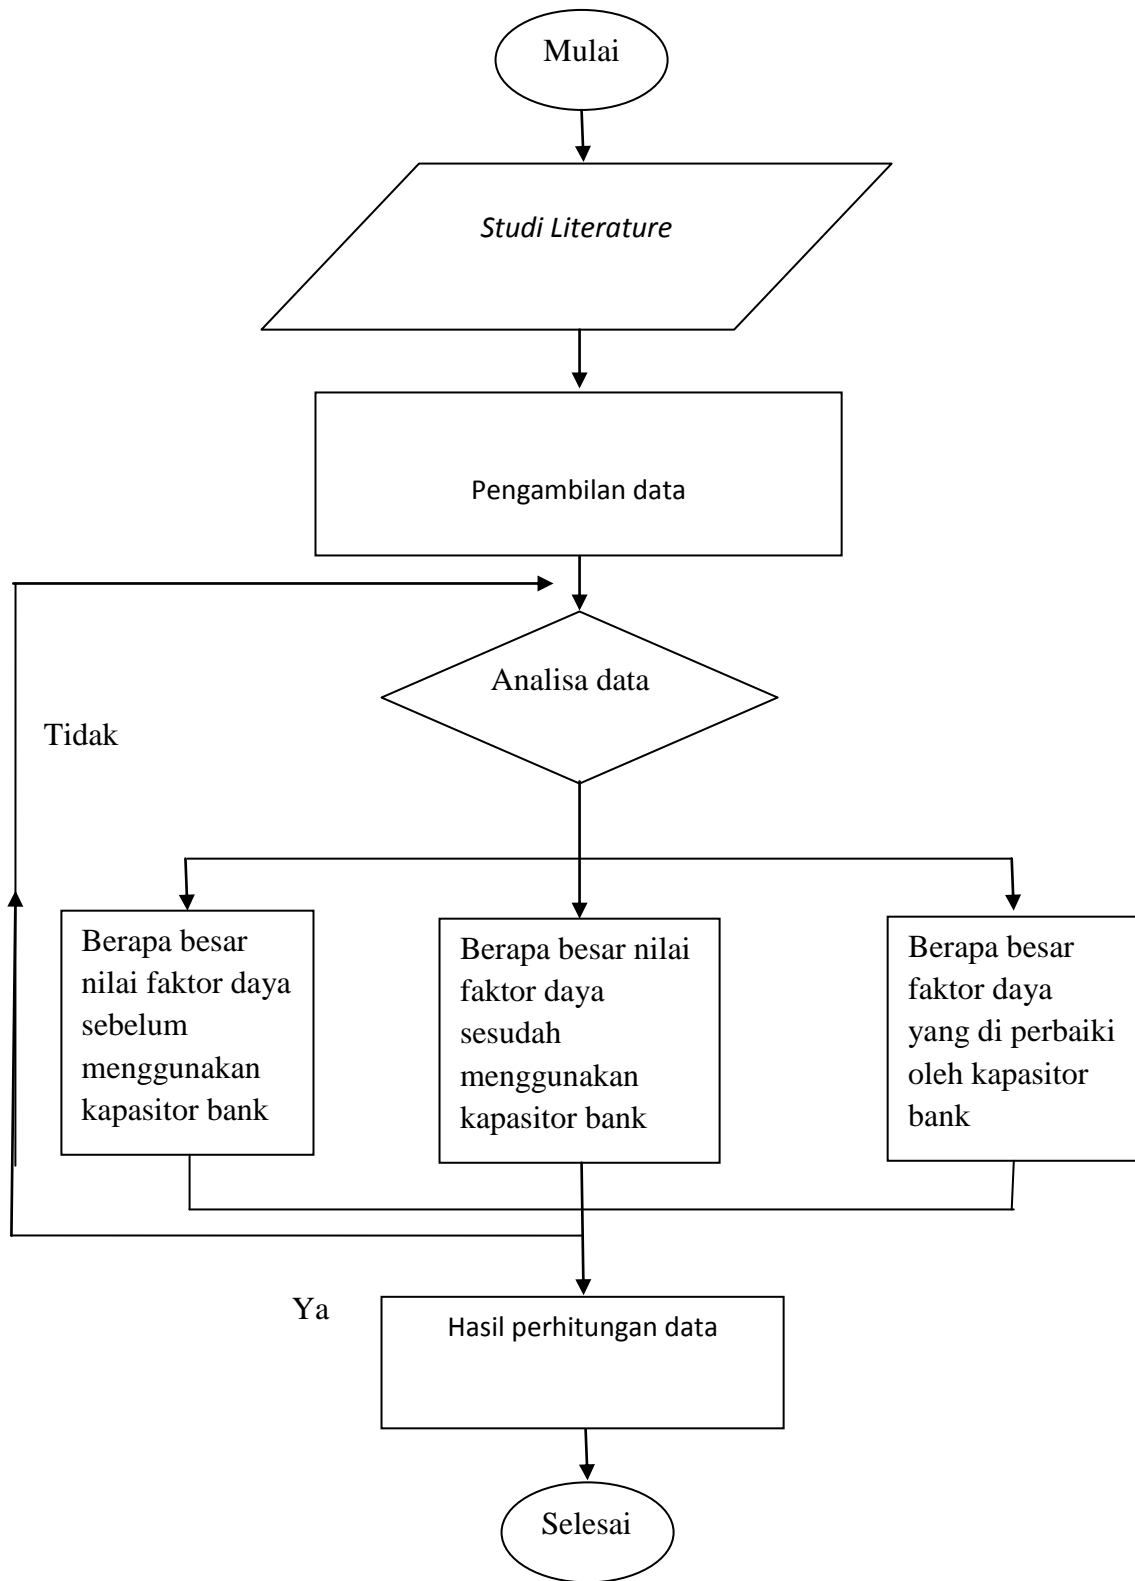 Mulai
Studi Literature
Pengambilan data
Analisa data
Tidak
Berapa besar
nilai faktor daya
sebelum
menggunakan
kapasitor bank
Berapa besar nilai
faktor daya
sesudah
menggunakan
kapasitor bank
Berapa besar
faktor daya
yang di perbaiki
oleh kapasitor
bank
Ya
Hasil perhitungan data
Selesai